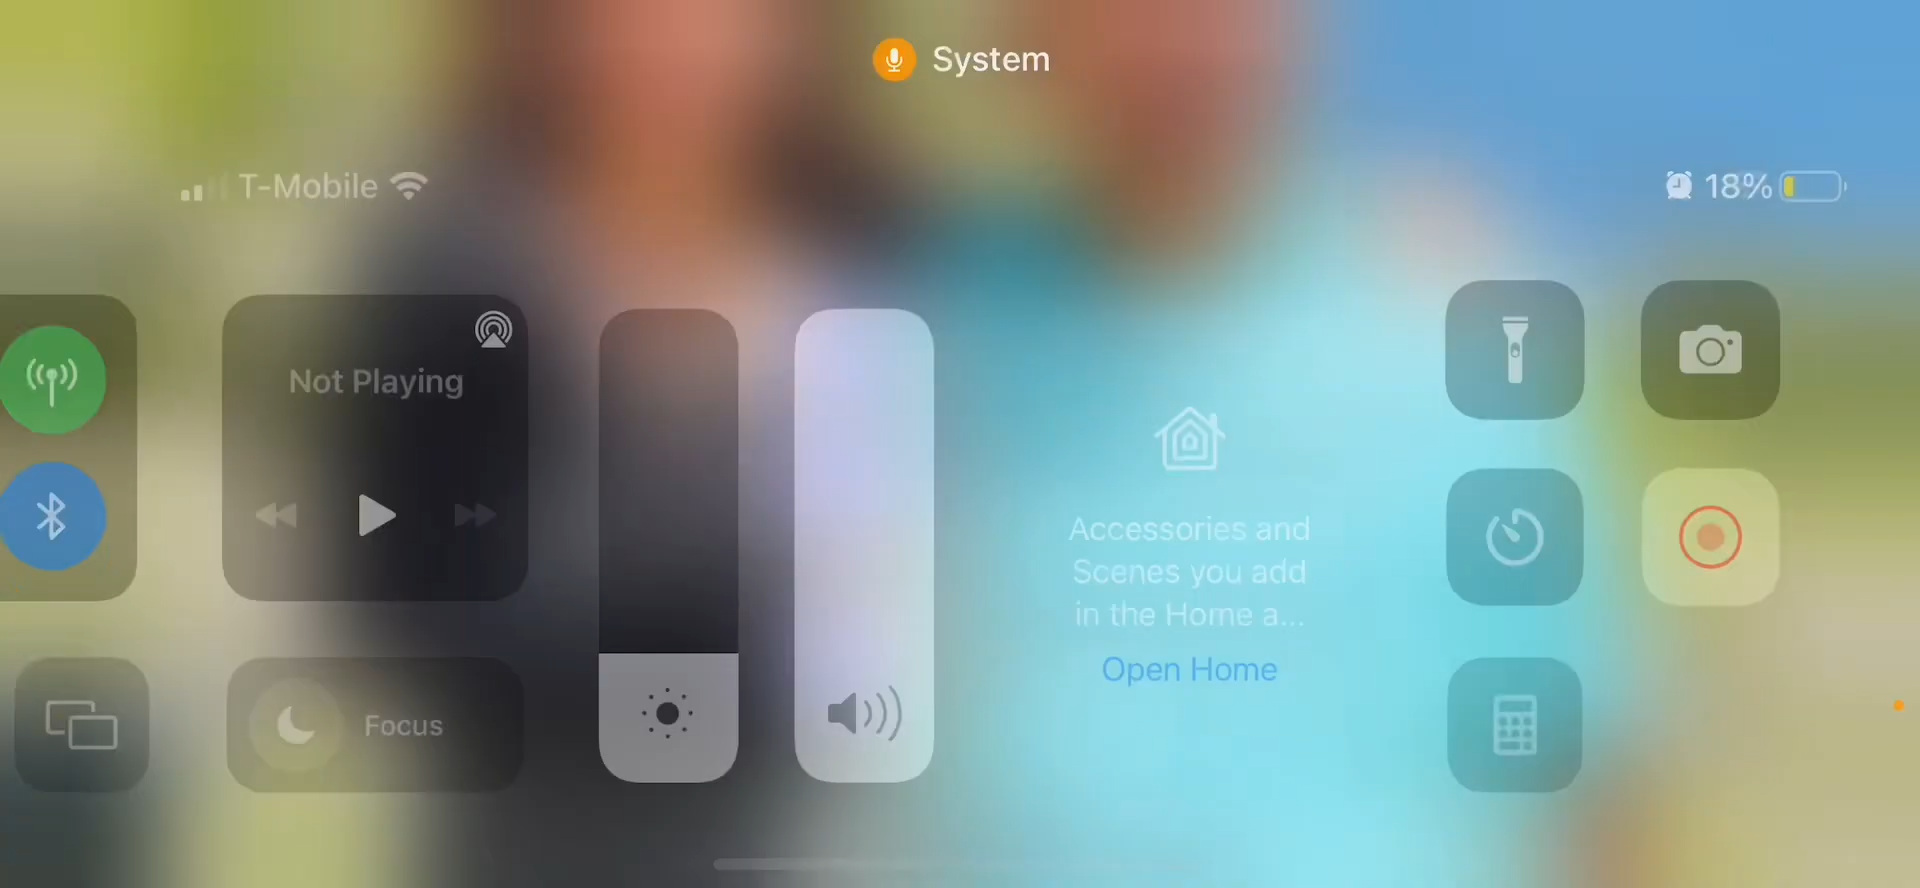 System
T-Mobile
18%
Not Playing
Accessories and
Scenes you add
in the Home a...
Open Home
Focus